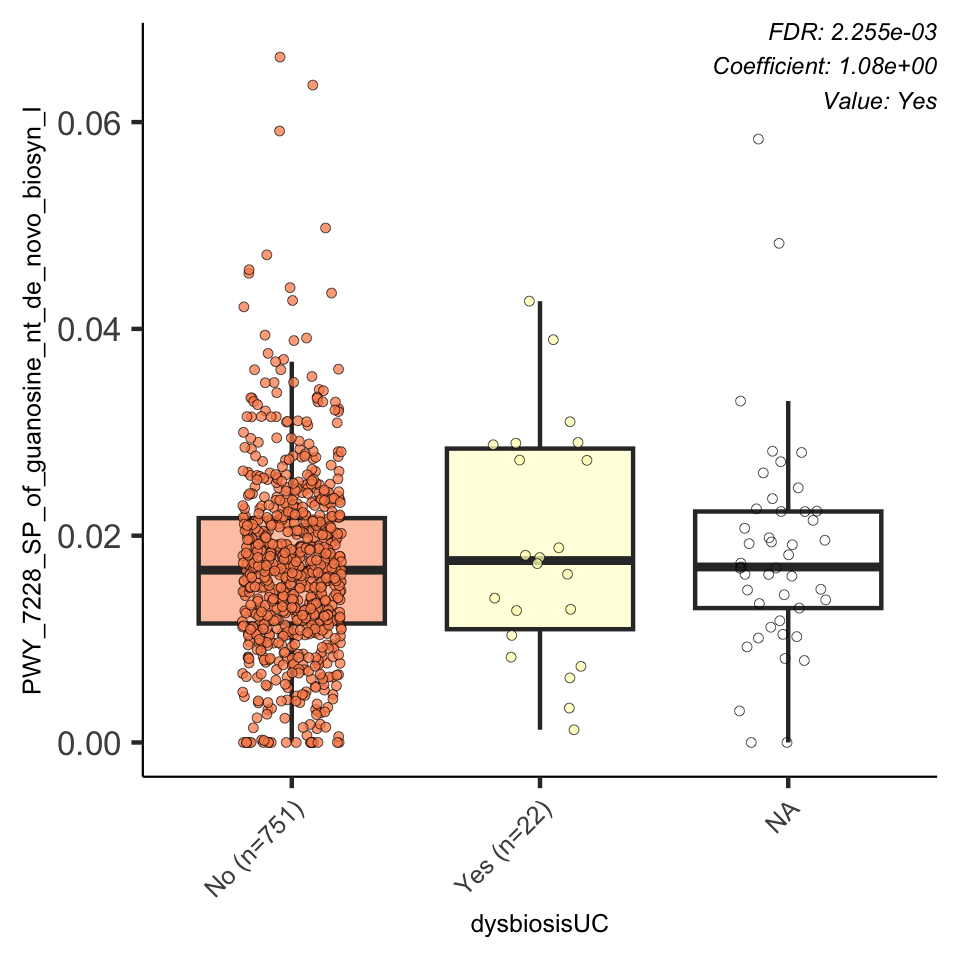 FDR: 2.255e-03
Coefficient: 1.08e+00
Value: Yes
PWY_7228_SP_of_guanosine_nt_de_novo_biosyn_I
0.06
0.04
0.02
0.00
No (n=751)
Yes (n=22)
NA
dysbiosisUC